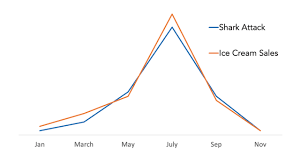 Shark Attack
Ice Cream Sales
Jan March May July Sep Nov